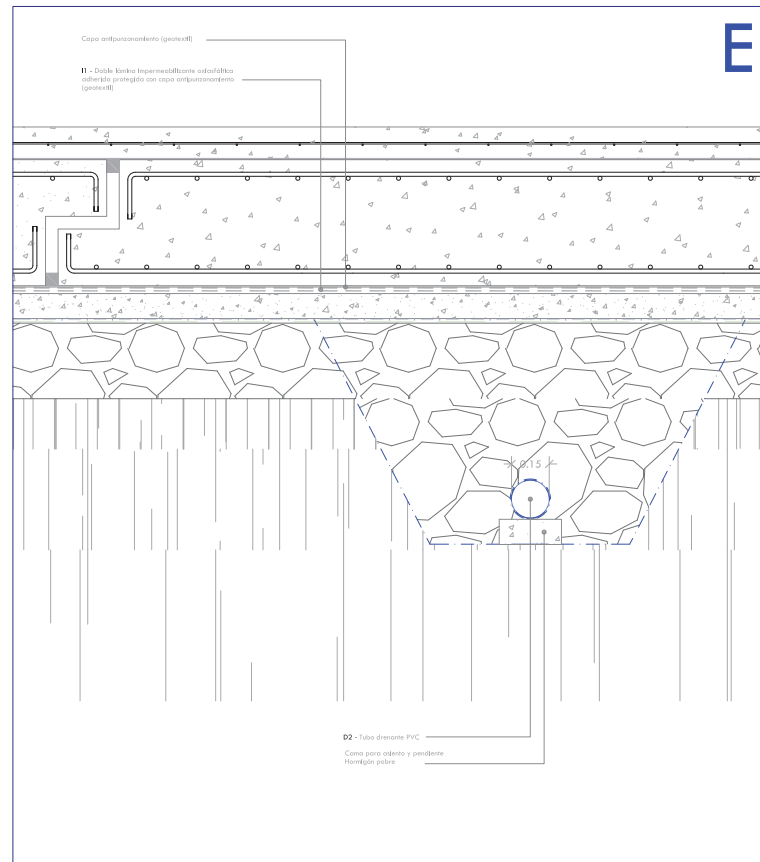 Capa antipunzonamiento (geotextil)
E
I1 - Doble lámina impermeabilizante oxiasfáltica
adherida protegida con capa antipunzonamiento
(geotextil)
0.15
D2 - Tubo drenante PVC
Cama para asiento y pendiente
Hormigón pobre